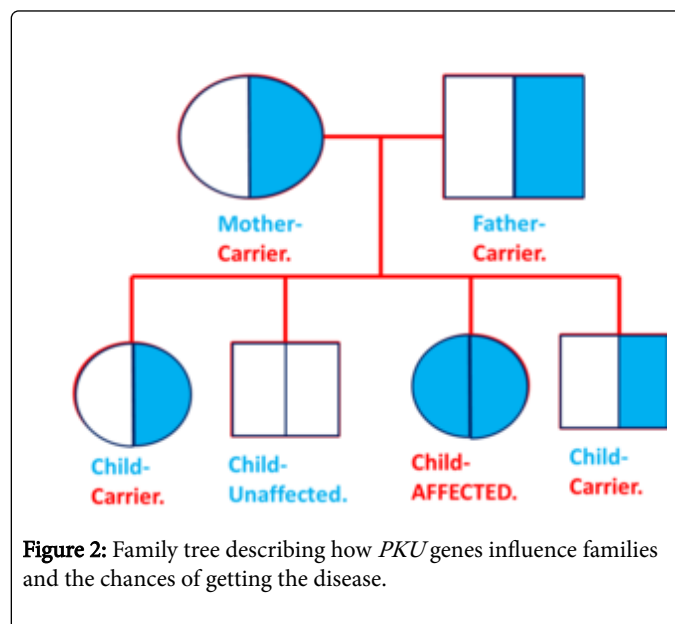 Mother-
Carrier.
Father-
Carrier.
Child-
Carrier.
Child-
Unaffected.
Child-
AFFECTED.
Child-
Carrier.
Figure 2: Family tree describing how PKU genes influence families
and the chances of getting the disease.